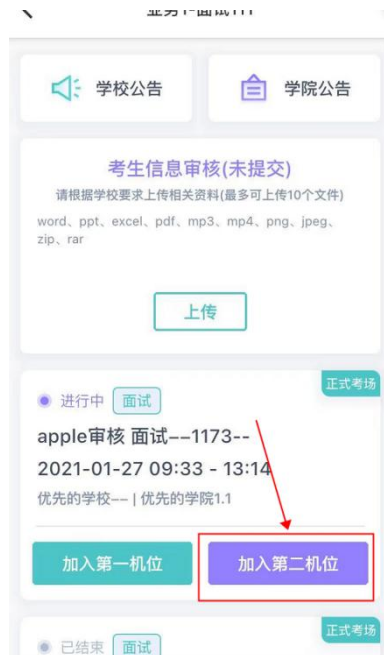 学校公告
学院公告
考生信息审核(未提交)
请根据学校要求上传相关资料(最多可上传10个文件)
word、ppt、excel、pdf、mp3、mp4、png、jpeg、
zip、rar
上传
正式考场
进行中 面试
apple审核 面试--1173--
2021-01-27 09:33 - 13:14
优先的学校-- | 优先的学院1.1
加入第一机位
加入第二机位
正式考场
已结束 面试